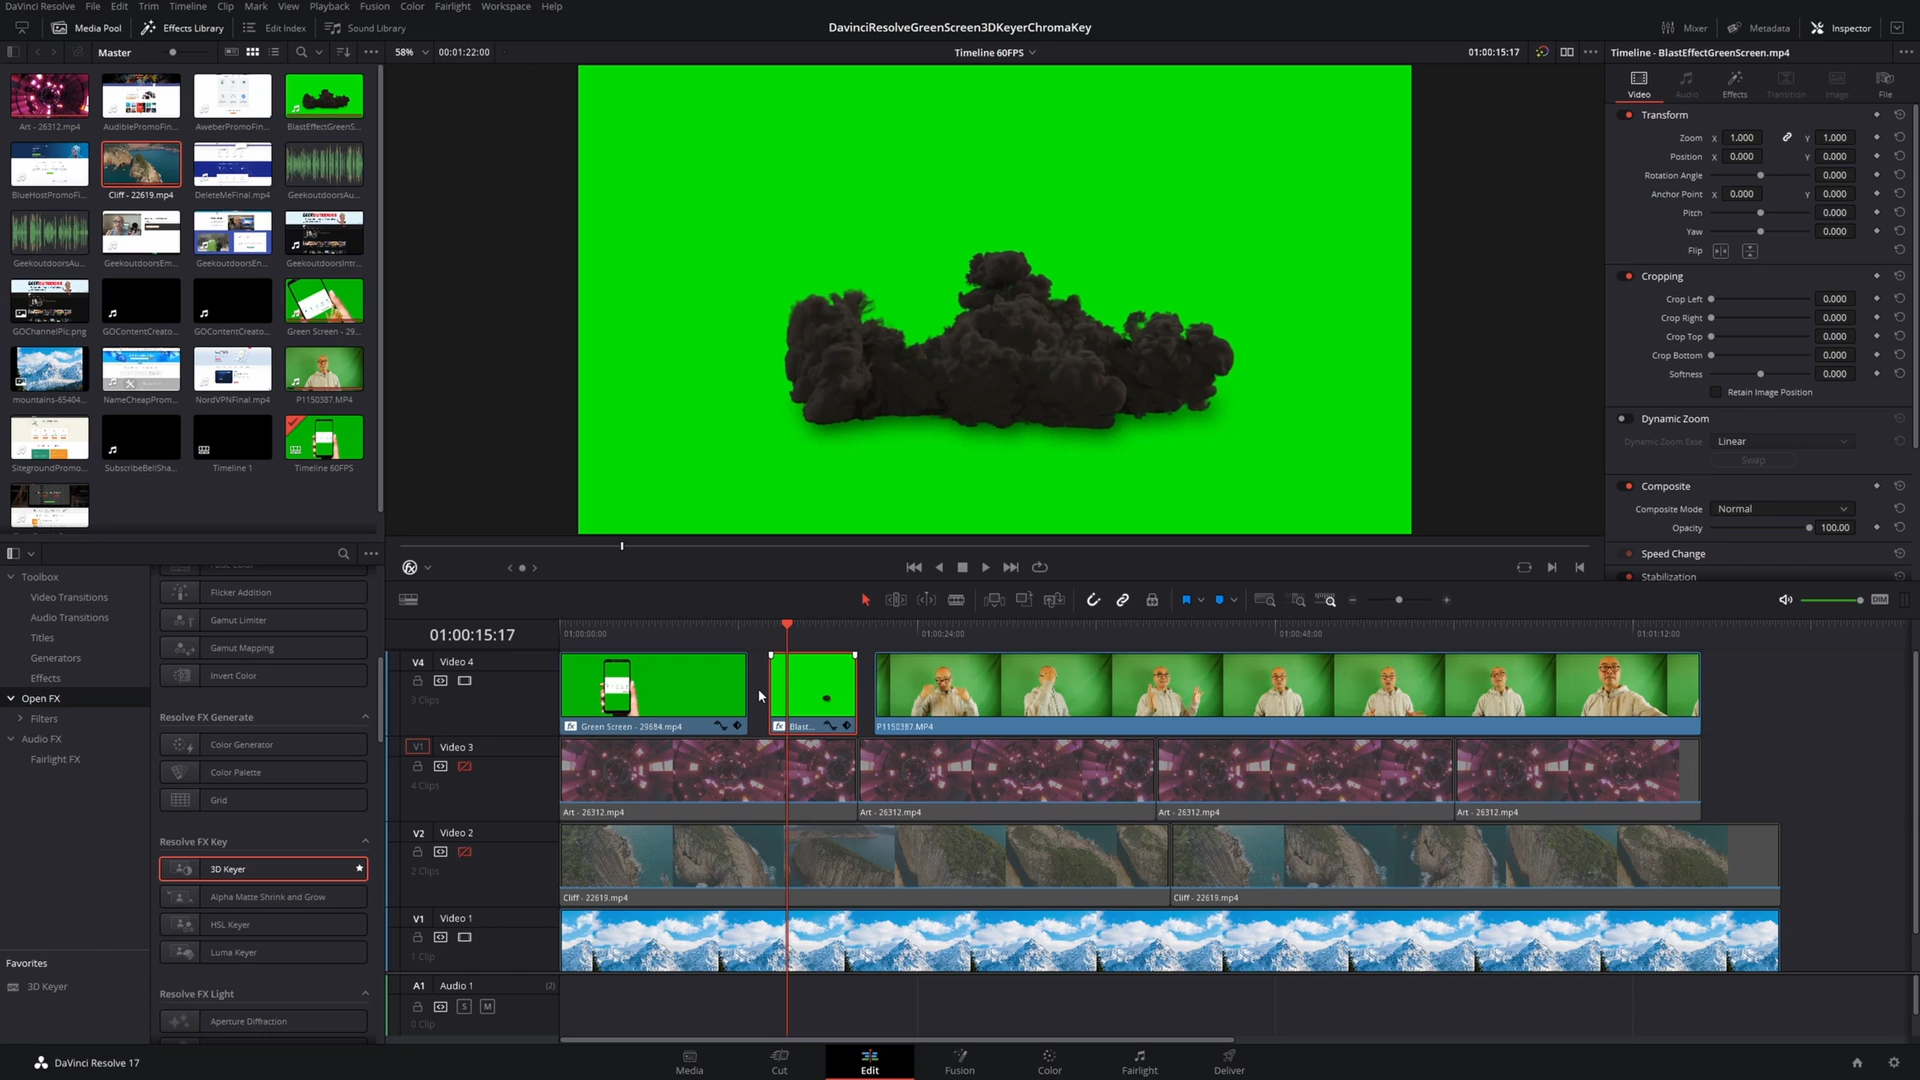 DaVinci Resolve File Edit Trim Timeline Clip Mark View Playback Fusion Color Fairlight Workspace Help
Media Pool Effects Library Edit Index Sound Library DavinciResolveGreenScreen3DKeyerChromaKey Mixer Metadata Inspector
Master 58% 00:01:22:00 Timeline 60FPS 01:00:15:17 Timeline - BlastEffectGreenScreen.mp4
Video Audio Effects Transition Image File
Art - 26312.mp4 AudiblePromoFin... AweberPromoFin... BlastEffectGreenS...
BlueHostPromoFi... Cliff - 22619.mp4 DeleteMeFinal.mp4 GeekoutdoorsAu...
GeekoutdoorsAu... GeekoutdoorsEm... GeekoutdoorsEn... GeekoutdoorsIntr...
GOChannelPic.png GOContentCreato... GOContentCreato... Green Screen - 29...
mountains-65404... NameCheapProm... NordVPNFinal.mp4 P1150387.MP4
SitegroundPromo... SubscribeBellSha... Timeline 1 Timeline 60FPS
Transform
Zoom X 1.000 Y 1.000
Position X 0.000 Y 0.000
Rotation Angle 0.000
Anchor Point X 0.000 Y 0.000
Pitch 0.000
Yaw 0.000
Flip
Cropping
Crop Left 0.000
Crop Right 0.000
Crop Top 0.000
Crop Bottom 0.000
Softness 0.000
Retain Image Position
Dynamic Zoom
Dynamic Zoom Ease Linear
Swap
Composite
Composite Mode Normal
Opacity 100.00
Speed Change
Stabilization
Toolbox
Video Transitions
Audio Transitions
Titles
Generators
Effects
Open FX
Filters
Audio FX
Fairlight FX
Favorites
3D Keyer
Flicker Addition
Gamut Limiter
Gamut Mapping
Invert Color
Resolve FX Generate
Color Generator
Color Palette
Grid
Resolve FX Key
3D Keyer
Alpha Matte Shrink and Grow
HSL Keyer
Luma Keyer
Resolve FX Light
Aperture Diffraction
DIM
01:00:15:17 01:00:00:00 01:00:24:00 01:00:48:00 01:01:12:00
V4 Video 4
3 Clips
Green Screen - 29684.mp4 Blast... P1150387.MP4
V1 Video 3
4 Clips
Art - 26312.mp4 Art - 26312.mp4 Art - 26312.mp4 Art - 26312.mp4
V2 Video 2
2 Clips
Cliff - 22619.mp4 Cliff - 22619.mp4
V1 Video 1
1 Clip
A1 Audio 1 (2)
S M
0 Clip
DaVinci Resolve 17 Media Cut Edit Fusion Color Fairlight Deliver